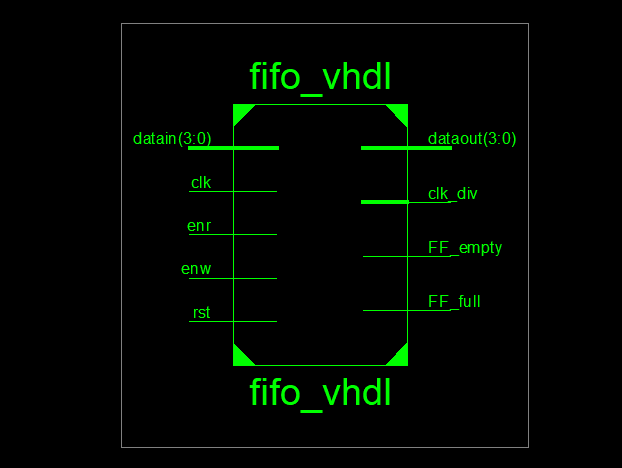 fifo_vhdl
datain(3:0)
dataout(3:0)
clk
clk_div
enr
FF_empty
enw
FF_full
rst
fifo_vhdl